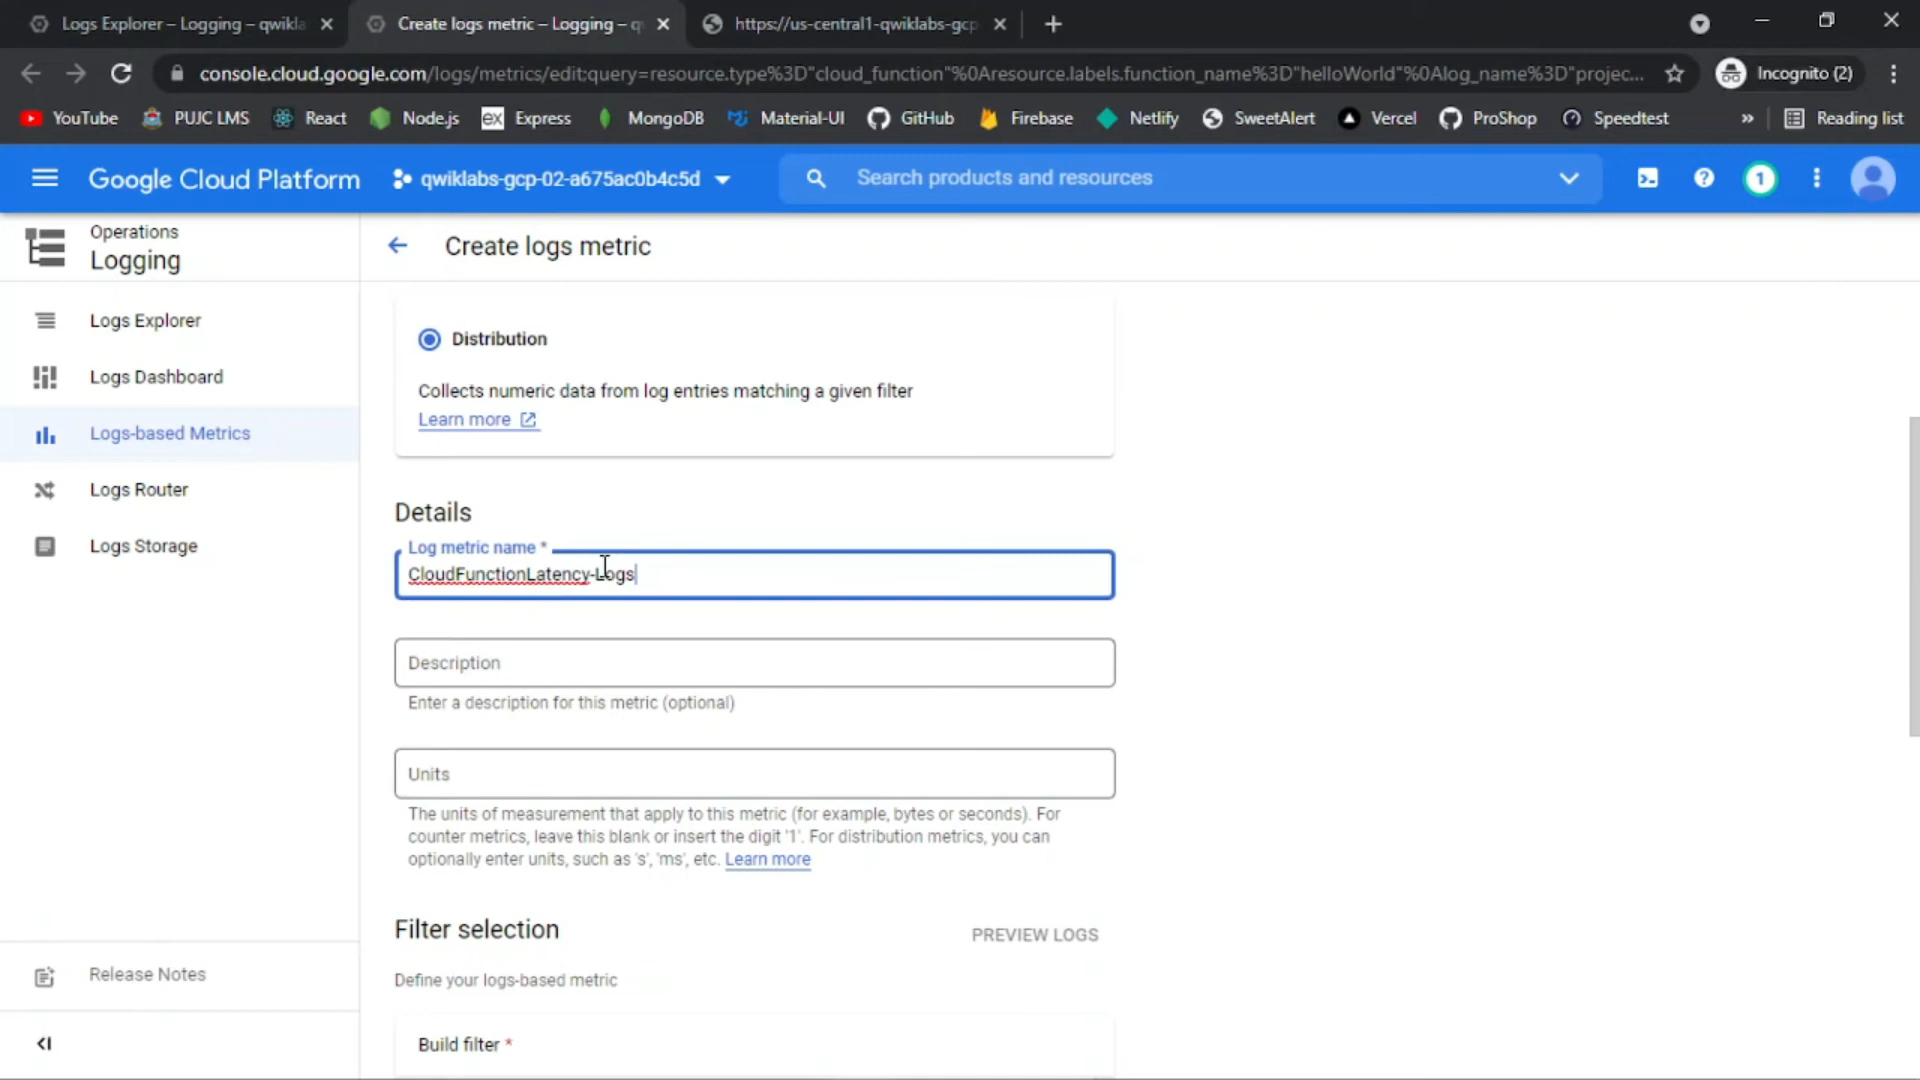 Logs Explorer – Logging – qwikla
Create logs metric – Logging – q
https://us-central1-qwiklabs-gcp
console.cloud.google.com/logs/metrics/edit:query=resource.type%3D"cloud_function"%0Aresource.labels.function_name%3D"helloWorld"%0Alog_name%3D"projec...
Incognito (2)
YouTube PUJC LMS React Node.js ex Express MongoDB Material-UI GitHub Firebase Netlify SweetAlert Vercel ProShop Speedtest » Reading list
Google Cloud Platform qwiklabs-gcp-02-a675ac0b4c5d Search products and resources 1
Operations
Logging
Create logs metric
Logs Explorer
Logs Dashboard
Logs-based Metrics
Logs Router
Logs Storage
Release Notes
Distribution
Collects numeric data from log entries matching a given filter
Learn more
Details
Log metric name *
CloudFunctionLatency-Logs
Description
Enter a description for this metric (optional)
Units
The units of measurement that apply to this metric (for example, bytes or seconds). For
counter metrics, leave this blank or insert the digit '1'. For distribution metrics, you can
optionally enter units, such as 's', 'ms', etc. Learn more
Filter selection
PREVIEW LOGS
Define your logs-based metric
Build filter *